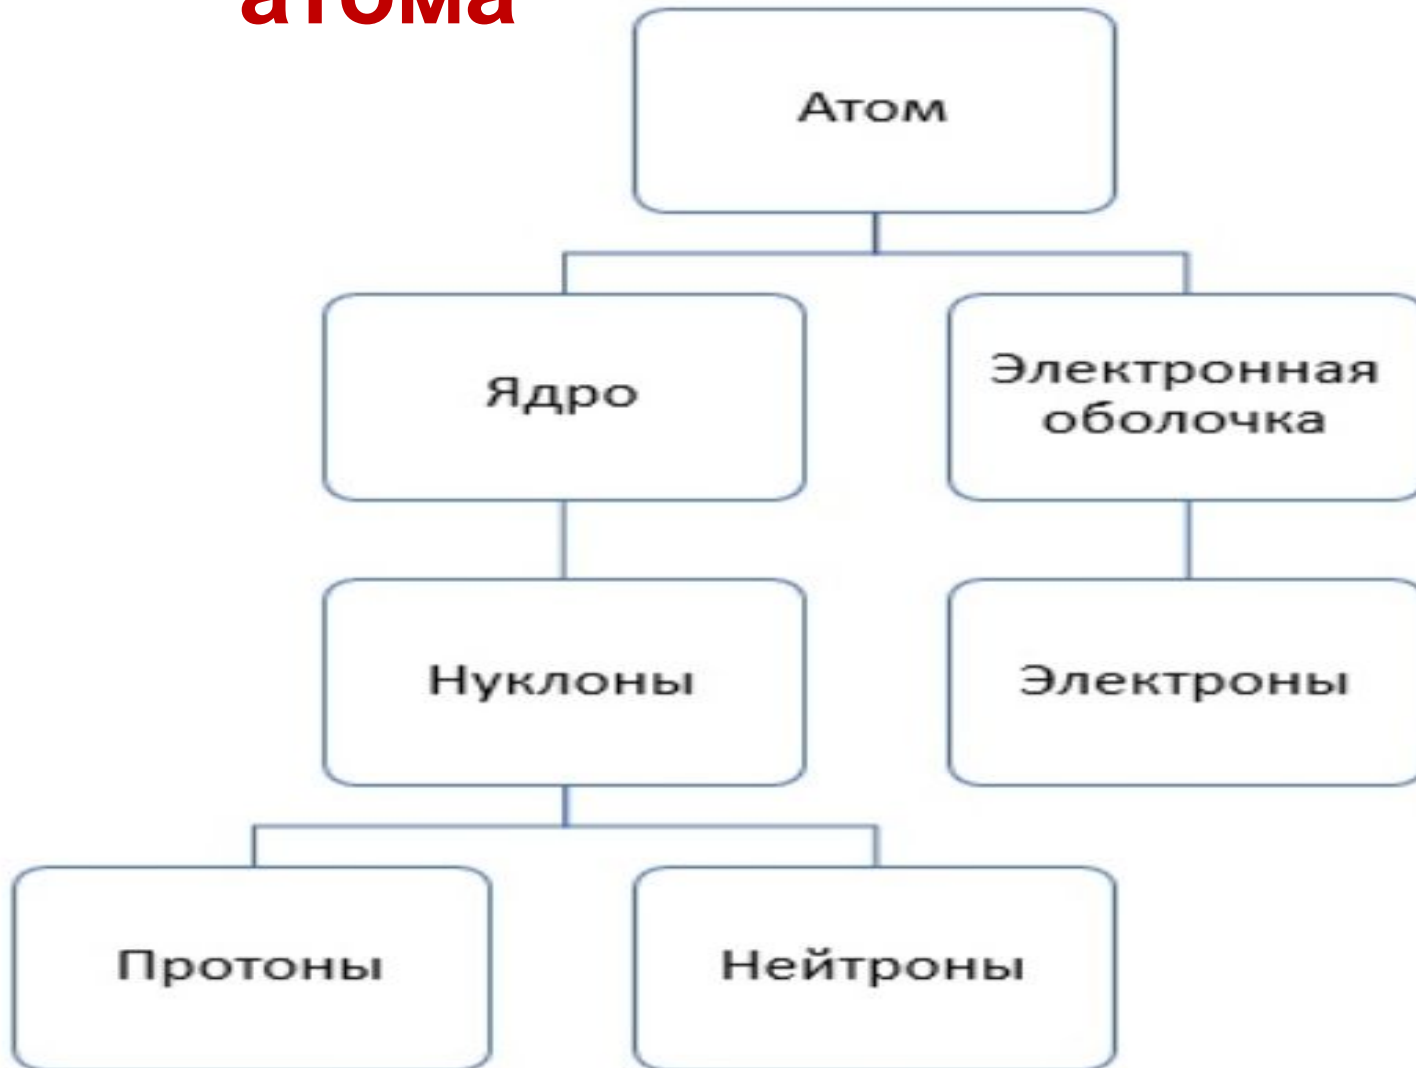 атома
Атом
Ядро
Электронная
оболочка
Нуклоны
Электроны
Протоны
Нейтроны